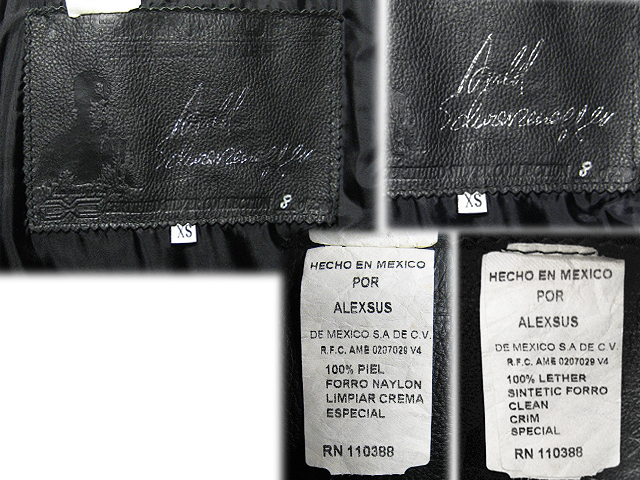 Arnold
Schwarzenegger
8
XS
Arnold
Schwarzenegger
8
XS
HECHO EN MEXICO
POR
ALEXSUS
DE MEXICO S.A DE C.V.
R.F.C. AME 0207029 V4
100% PIEL
FORRO NAYLON
LIMPIAR CREMA
ESPECIAL
RN 110388
HECHO EN MEXICO
POR
ALEXSUS
DE MEXICO S.A DE C.V.
R.F.C. AME 0207029 V4
100% LETHER
SINTETIC FORRO
CLEAN
CRIM
SPECIAL
RN 110388